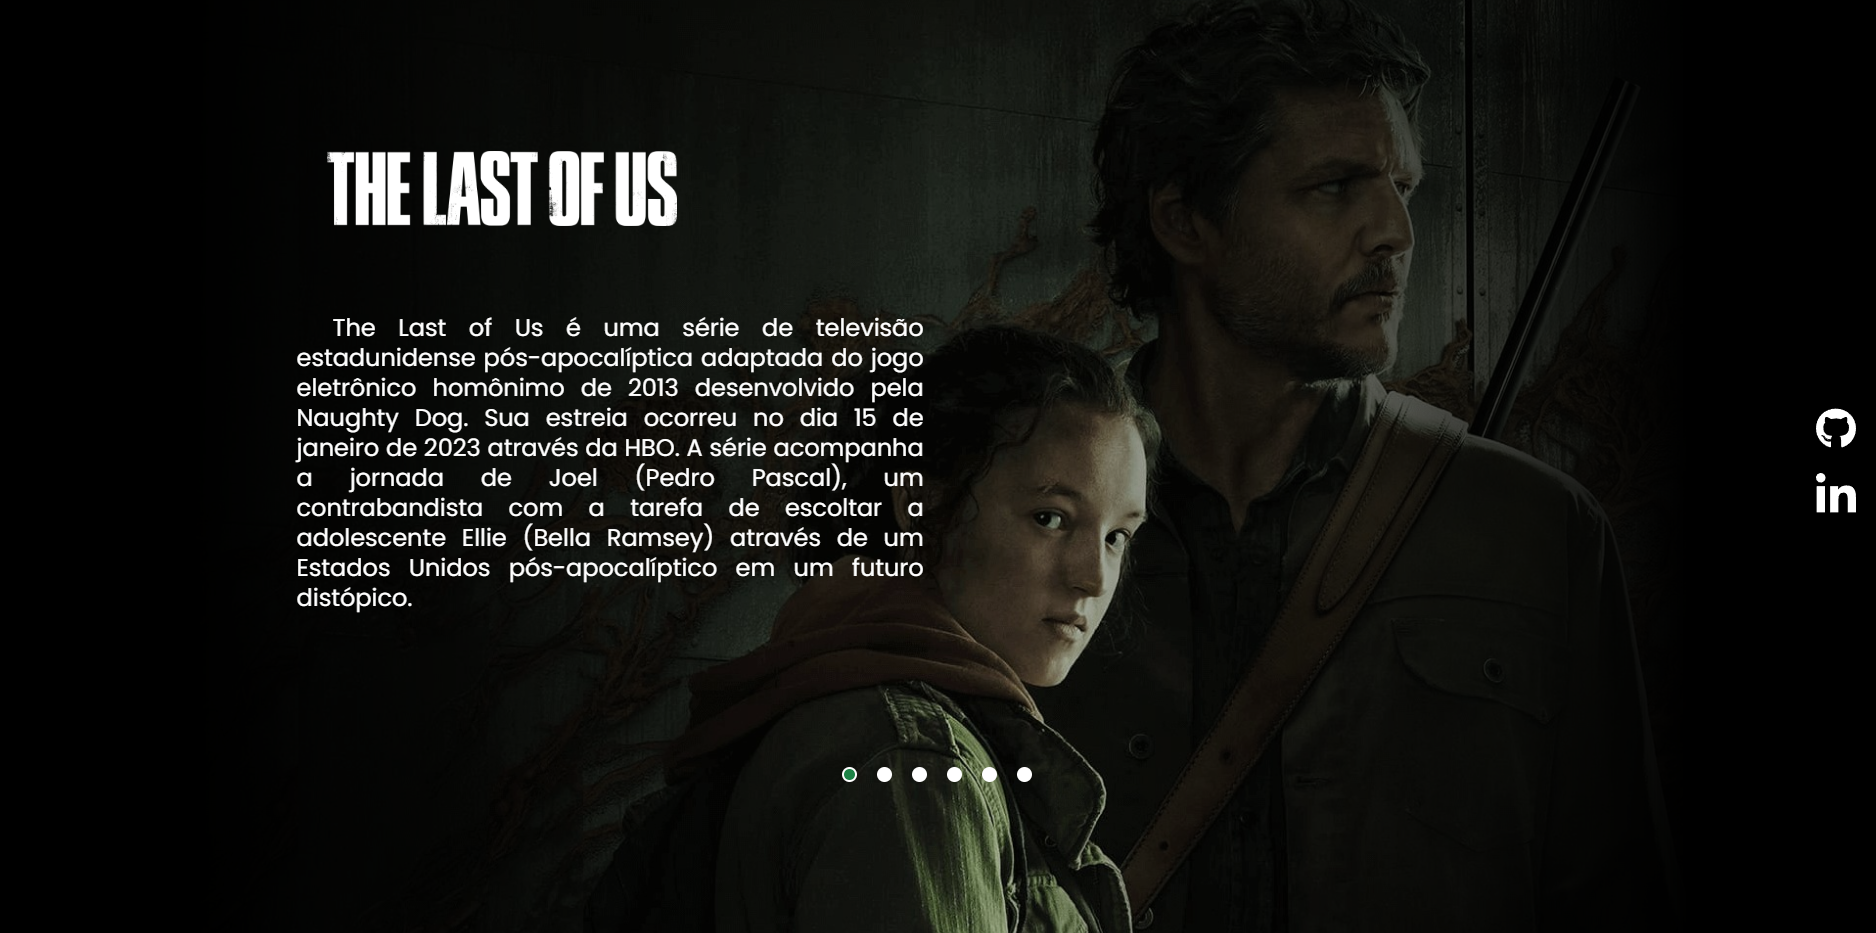 THE LAST OF US
The Last of Us é uma série de televisão
estadunidense pós-apocalíptica adaptada do jogo
eletrônico homônimo de 2013 desenvolvido pela
Naughty Dog. Sua estreia ocorreu no dia 15 de
janeiro de 2023 através da HBO. A série acompanha
a jornada de Joel (Pedro Pascal), um
contrabandista com a tarefa de escoltar a
adolescente Ellie (Bella Ramsey) através de um
Estados Unidos pós-apocalíptico em um futuro
distópico.
in